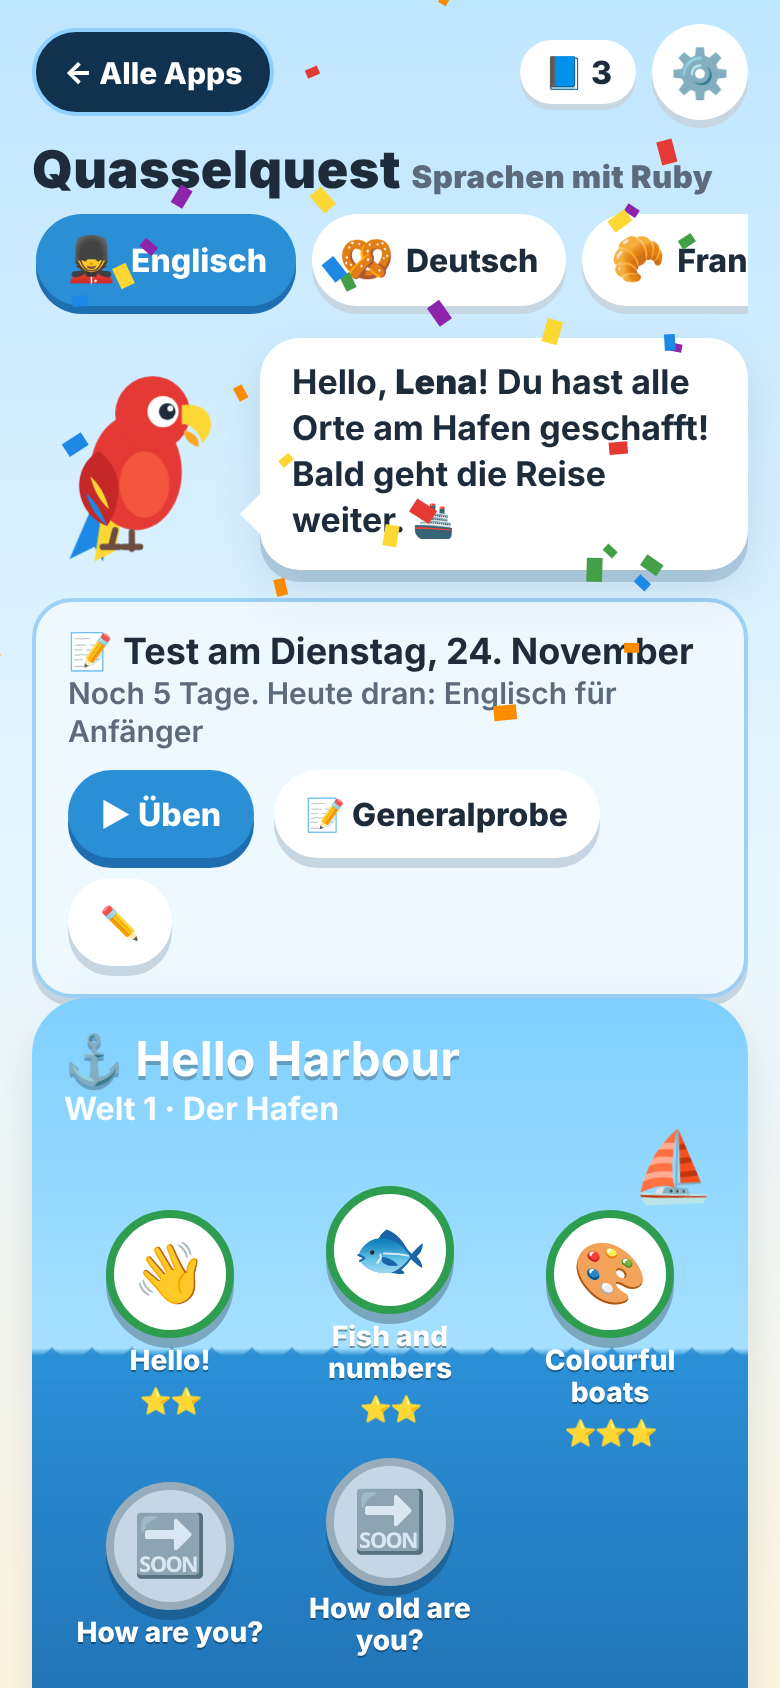 ← Alle Apps
3
Quasselquest Sprachen mit Ruby
Englisch
Deutsch
Fran
Hello, Lena! Du hast alle
Orte am Hafen geschafft!
Bald geht die Reise
weiter.
Test am Dienstag, 24. November
Noch 5 Tage. Heute dran: Englisch für
Anfänger
▶ Üben
Generalprobe
Hello Harbour
Welt 1 · Der Hafen
Hello!
Fish and
numbers
Colourful
boats
SOON
SOON
How are you?
How old are
you?